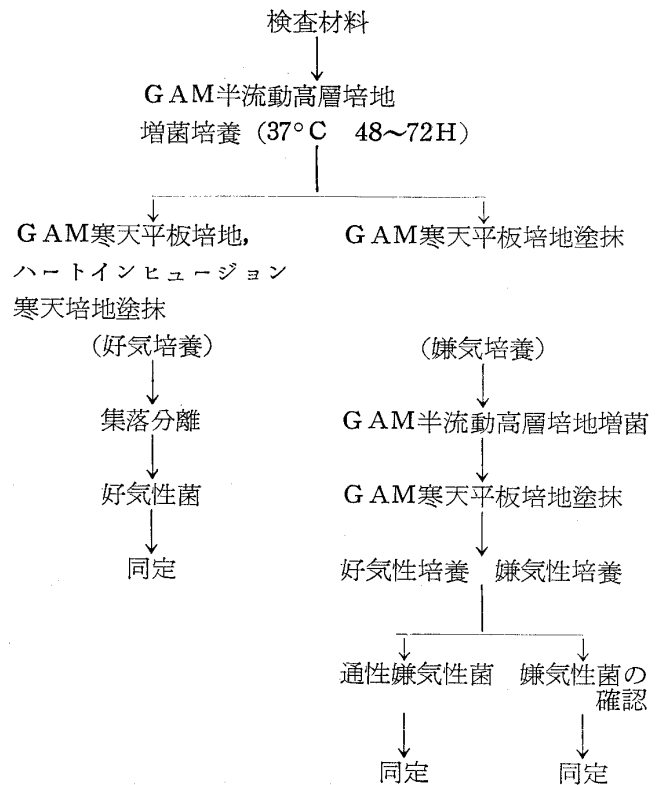 検査材料
GAM半流動高層培地
増菌培養（37°C 48～72H）
GAM寒天平板培地，
ハートインヒュージョン
寒天培地塗抹
（好気培養）
集落分離
好気性菌
同定
GAM寒天平板培地塗抹
（嫌気培養）
GAM半流動高層培地増菌
GAM寒天平板培地塗抹
好気性培養 嫌気性培養
通性嫌気性菌
同定
嫌気性菌の
確認
同定